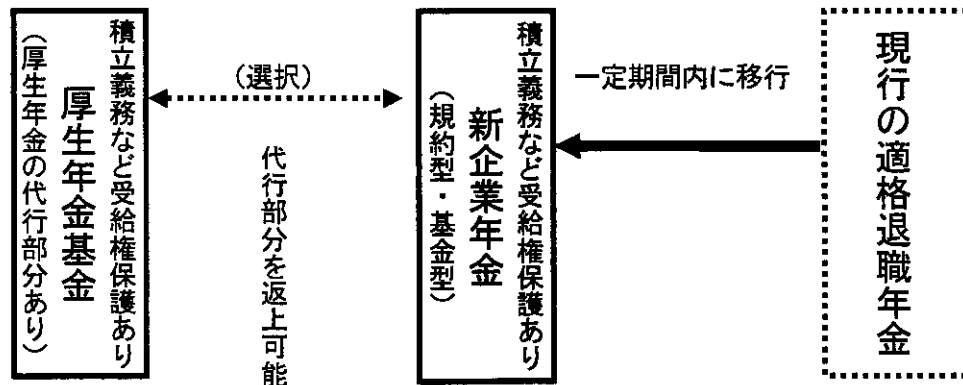 積立義務など受給権保護あり
厚生年金基金
（厚生年金の代行部分あり）
（選択）
代行部分を返上可能
積立義務など受給権保護あり
新企業年金
（規約型・基金型）
一定期間内に移行
現行の適格退職年金